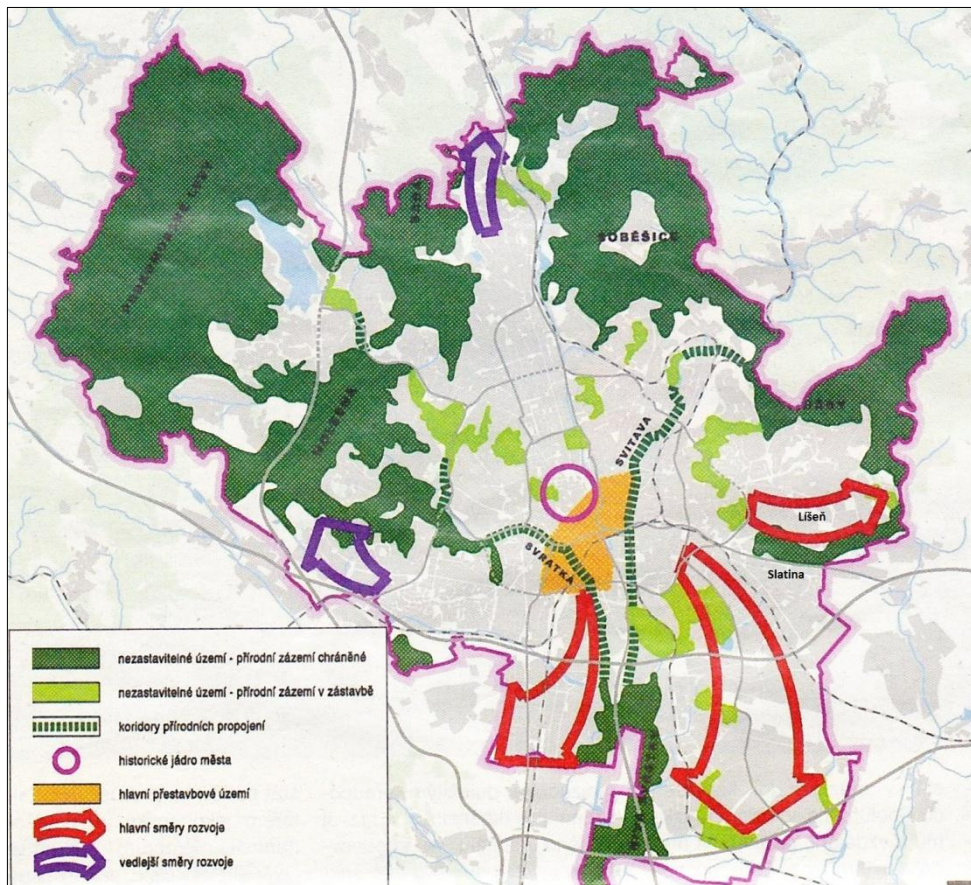 HOLEDNÁ
SOBĚŠICE
SVITAVA
SVRATKA
Líšeň
Slatina
nezastavitelné území - přírodní zázemí chráněné
nezastavitelné území - přírodní zázemí v zástavbě
koridory přírodních propojení
historické jádro města
hlavní přestavbové území
hlavní směry rozvoje
vedlejší směry rozvoje